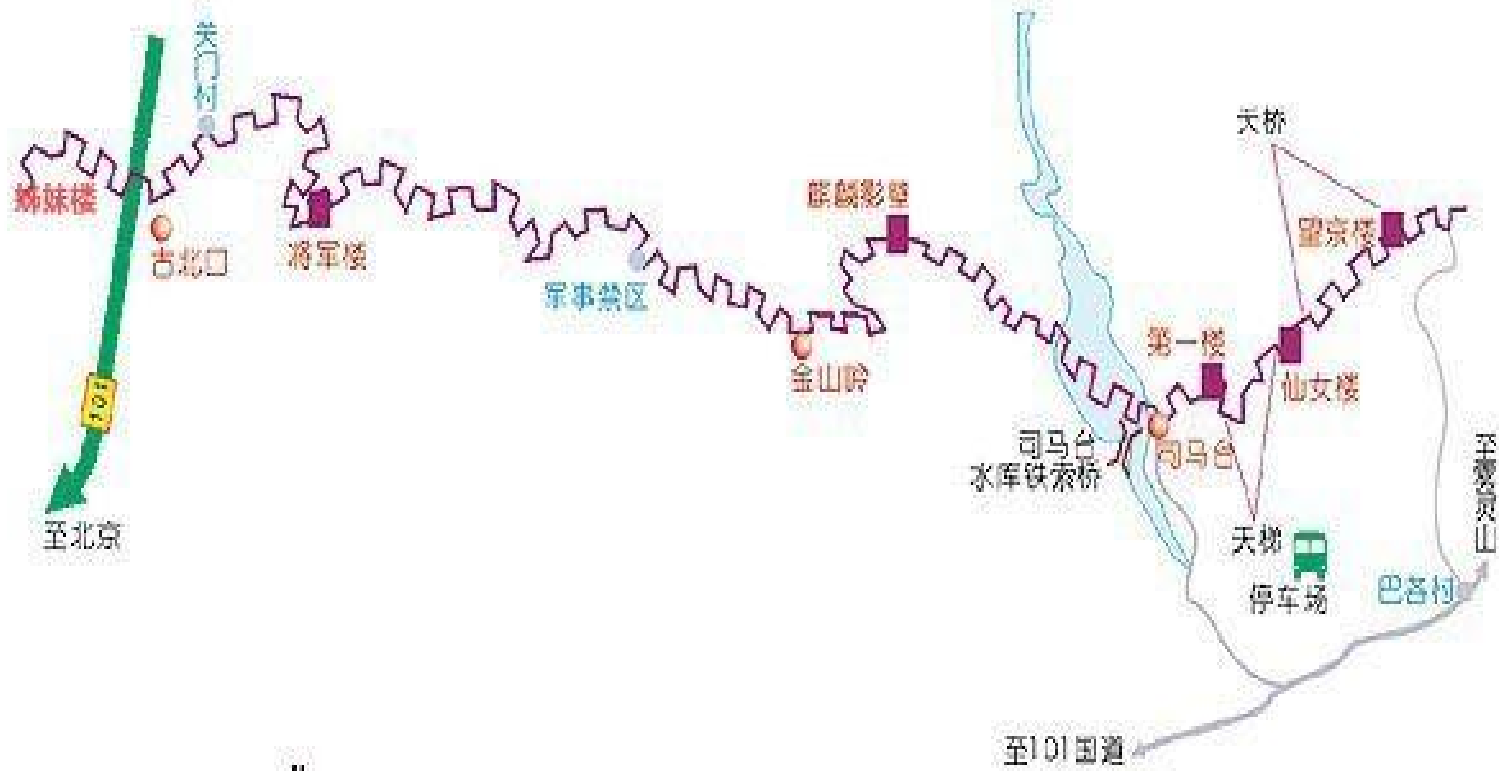 关门村
天桥
姊妹楼
麒麟影壁
望京楼
古北口
将军楼
军事禁区
第一楼
金山岭
仙女楼
101
司马台
水库铁索桥
司马台
至北京
天梯
停车场
巴各村
至雾灵山
至101国道